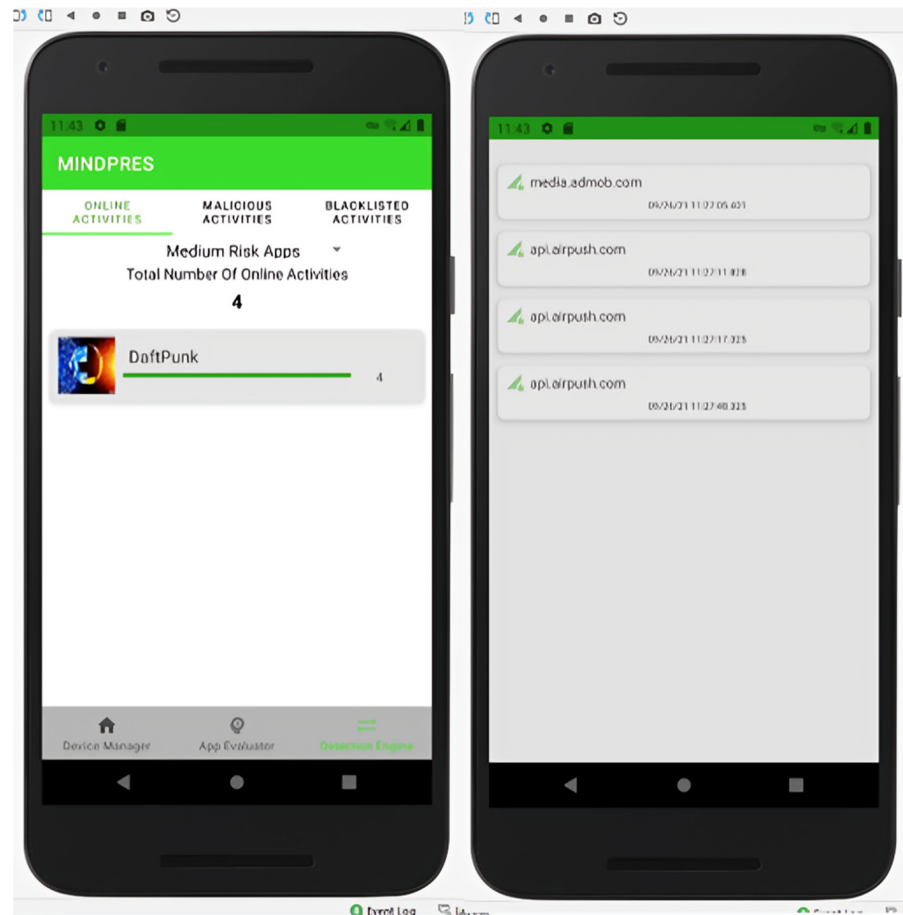 11:43
MINDPRES
ONLINE ACTIVITIES
MALICIOUS ACTIVITIES
BLACKLISTED ACTIVITIES
Medium Risk Apps
Total Number Of Online Activities
4
DaftPunk
4
Device Manager
App Evaluator
Detection Engine
Event Log
11:43
media.admob.com
api.airpush.com
api.airpush.com
api.airpush.com